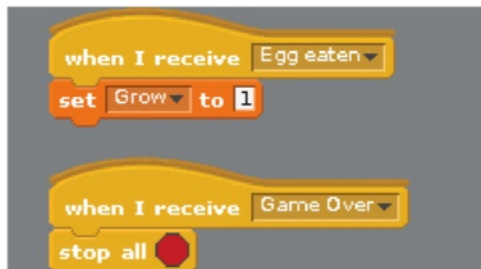 when I receive Egg eaten
set Grow to 1
when I receive Game Over
stop all